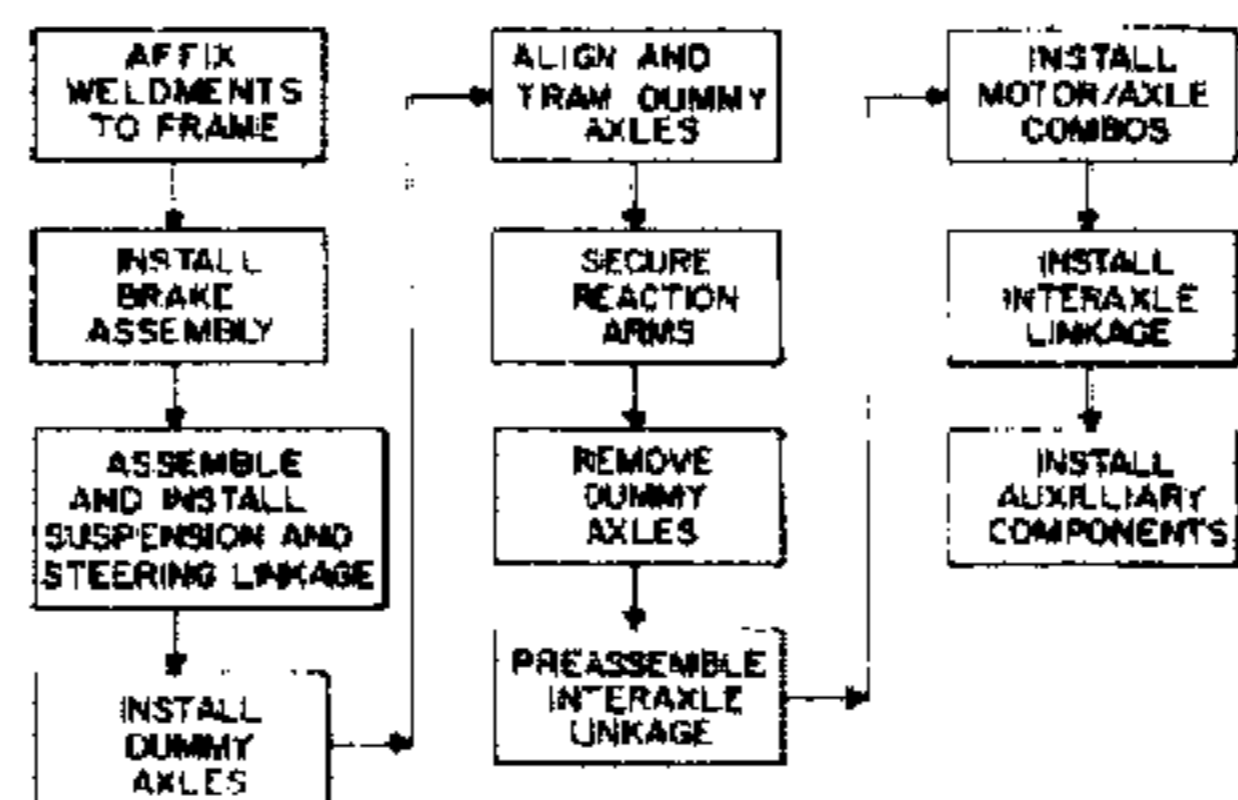 AFFIX
WELDMENTS
TO FRAME
INSTALL
BRAKE
ASSEMBLY
ASSEMBLE
AND INSTALL
SUSPENSION AND
STEERING LINKAGE
INSTALL
DUMMY
AXLES
ALIGN AND
TRAM DUMMY
AXLES
SECURE
REACTION
ARMS
REMOVE
DUMMY
AXLES
PREASSEMBLE
INTERAXLE
LINKAGE
INSTALL
MOTOR/AXLE
COMBOS
INSTALL
INTERAXLE
LINKAGE
INSTALL
AUXILLIARY
COMPONENTS